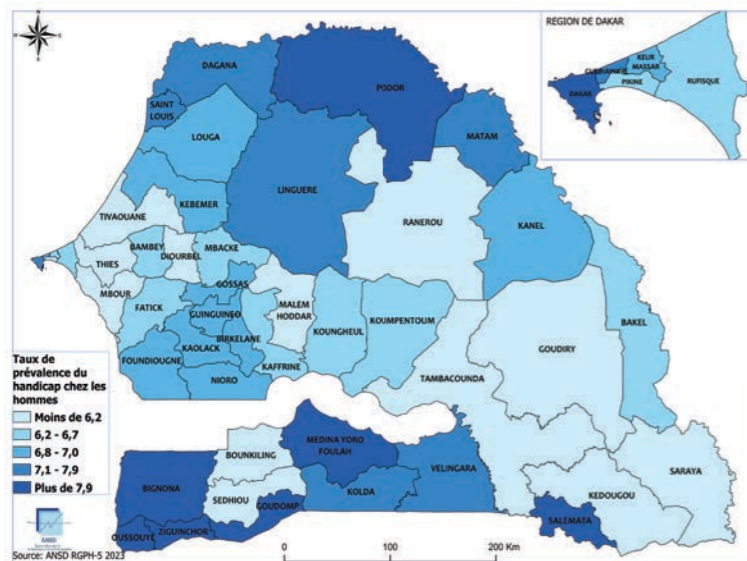 REGION DE DAKAR
N
DAGANA
PODOR
KEUR
MASSAR
PIKINE
RUFISQUE
DAKAR
SAINT
LOUIS
LOUGA
MATAM
LINGUERE
KEBEMER
RANEROU
KANEL
TIVAOUANE
BAMBEY
MBACKE
DIOURBEL
THIES
GOSSAS
MBOUR
MALEM
HODDAR
FATICK
GUINGUINEO
KOUNGHEUL
KOUMPENTOUM
BAKEL
GOUDIRY
BIRKELANE
KAOLACK
FOUNDIOUGNE
KAFFRINE
TAMBACOUNDA
NIORO
Taux de
prévalence du
handicap chez les
hommes
Moins de 6,2
6,2 - 6,7
6,8 - 7,0
7,1 - 7,9
Plus de 7,9
MEDINA YORO
FOULAH
BOUNKILING
VELINGARA
SARAYA
BIGNONA
KOLDA
SEDHIOU
GOUDOMP
KEDOUGOU
SALEMATA
OUSSOUYE
ZIGUINCHOR
ANSD
Source: ANSD RGPH-5 2023
0 100 200 Km